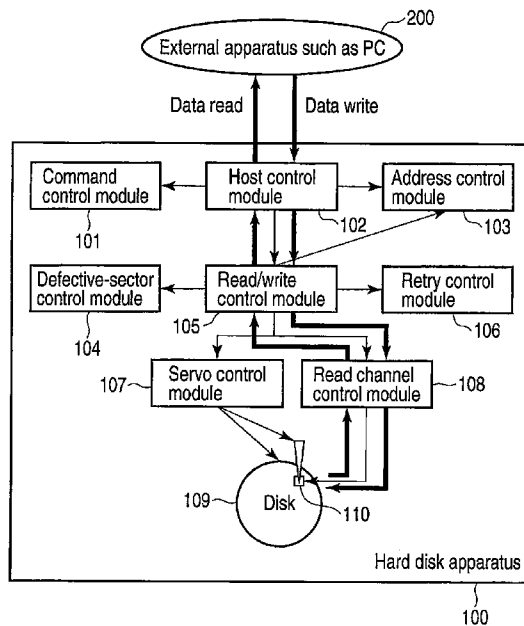 200
External apparatus such as PC
Data read
Data write
Command
control module
101
Host control
module
102
Address control
module
103
Defective-sector
control module
104
Read/write
control module
105
Retry control
module
106
107
Servo control
module
Read channel
control module
108
109
Disk
110
Hard disk apparatus
100